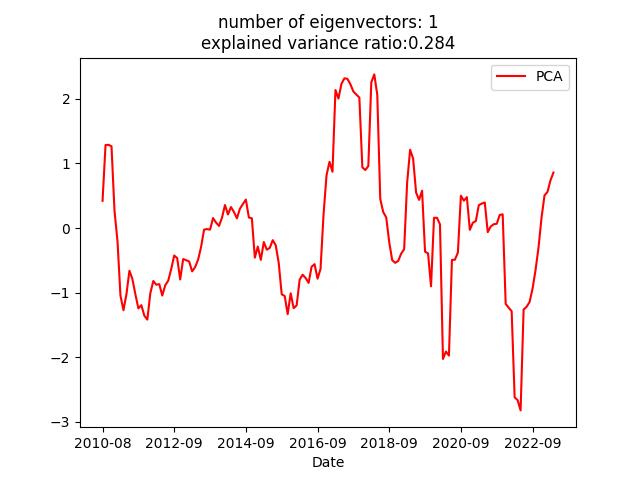 number of eigenvectors: 1
explained variance ratio:0.284
PCA
2
1
0
−1
−2
−3
2010-08 2012-09 2014-09 2016-09 2018-09 2020-09 2022-09
Date